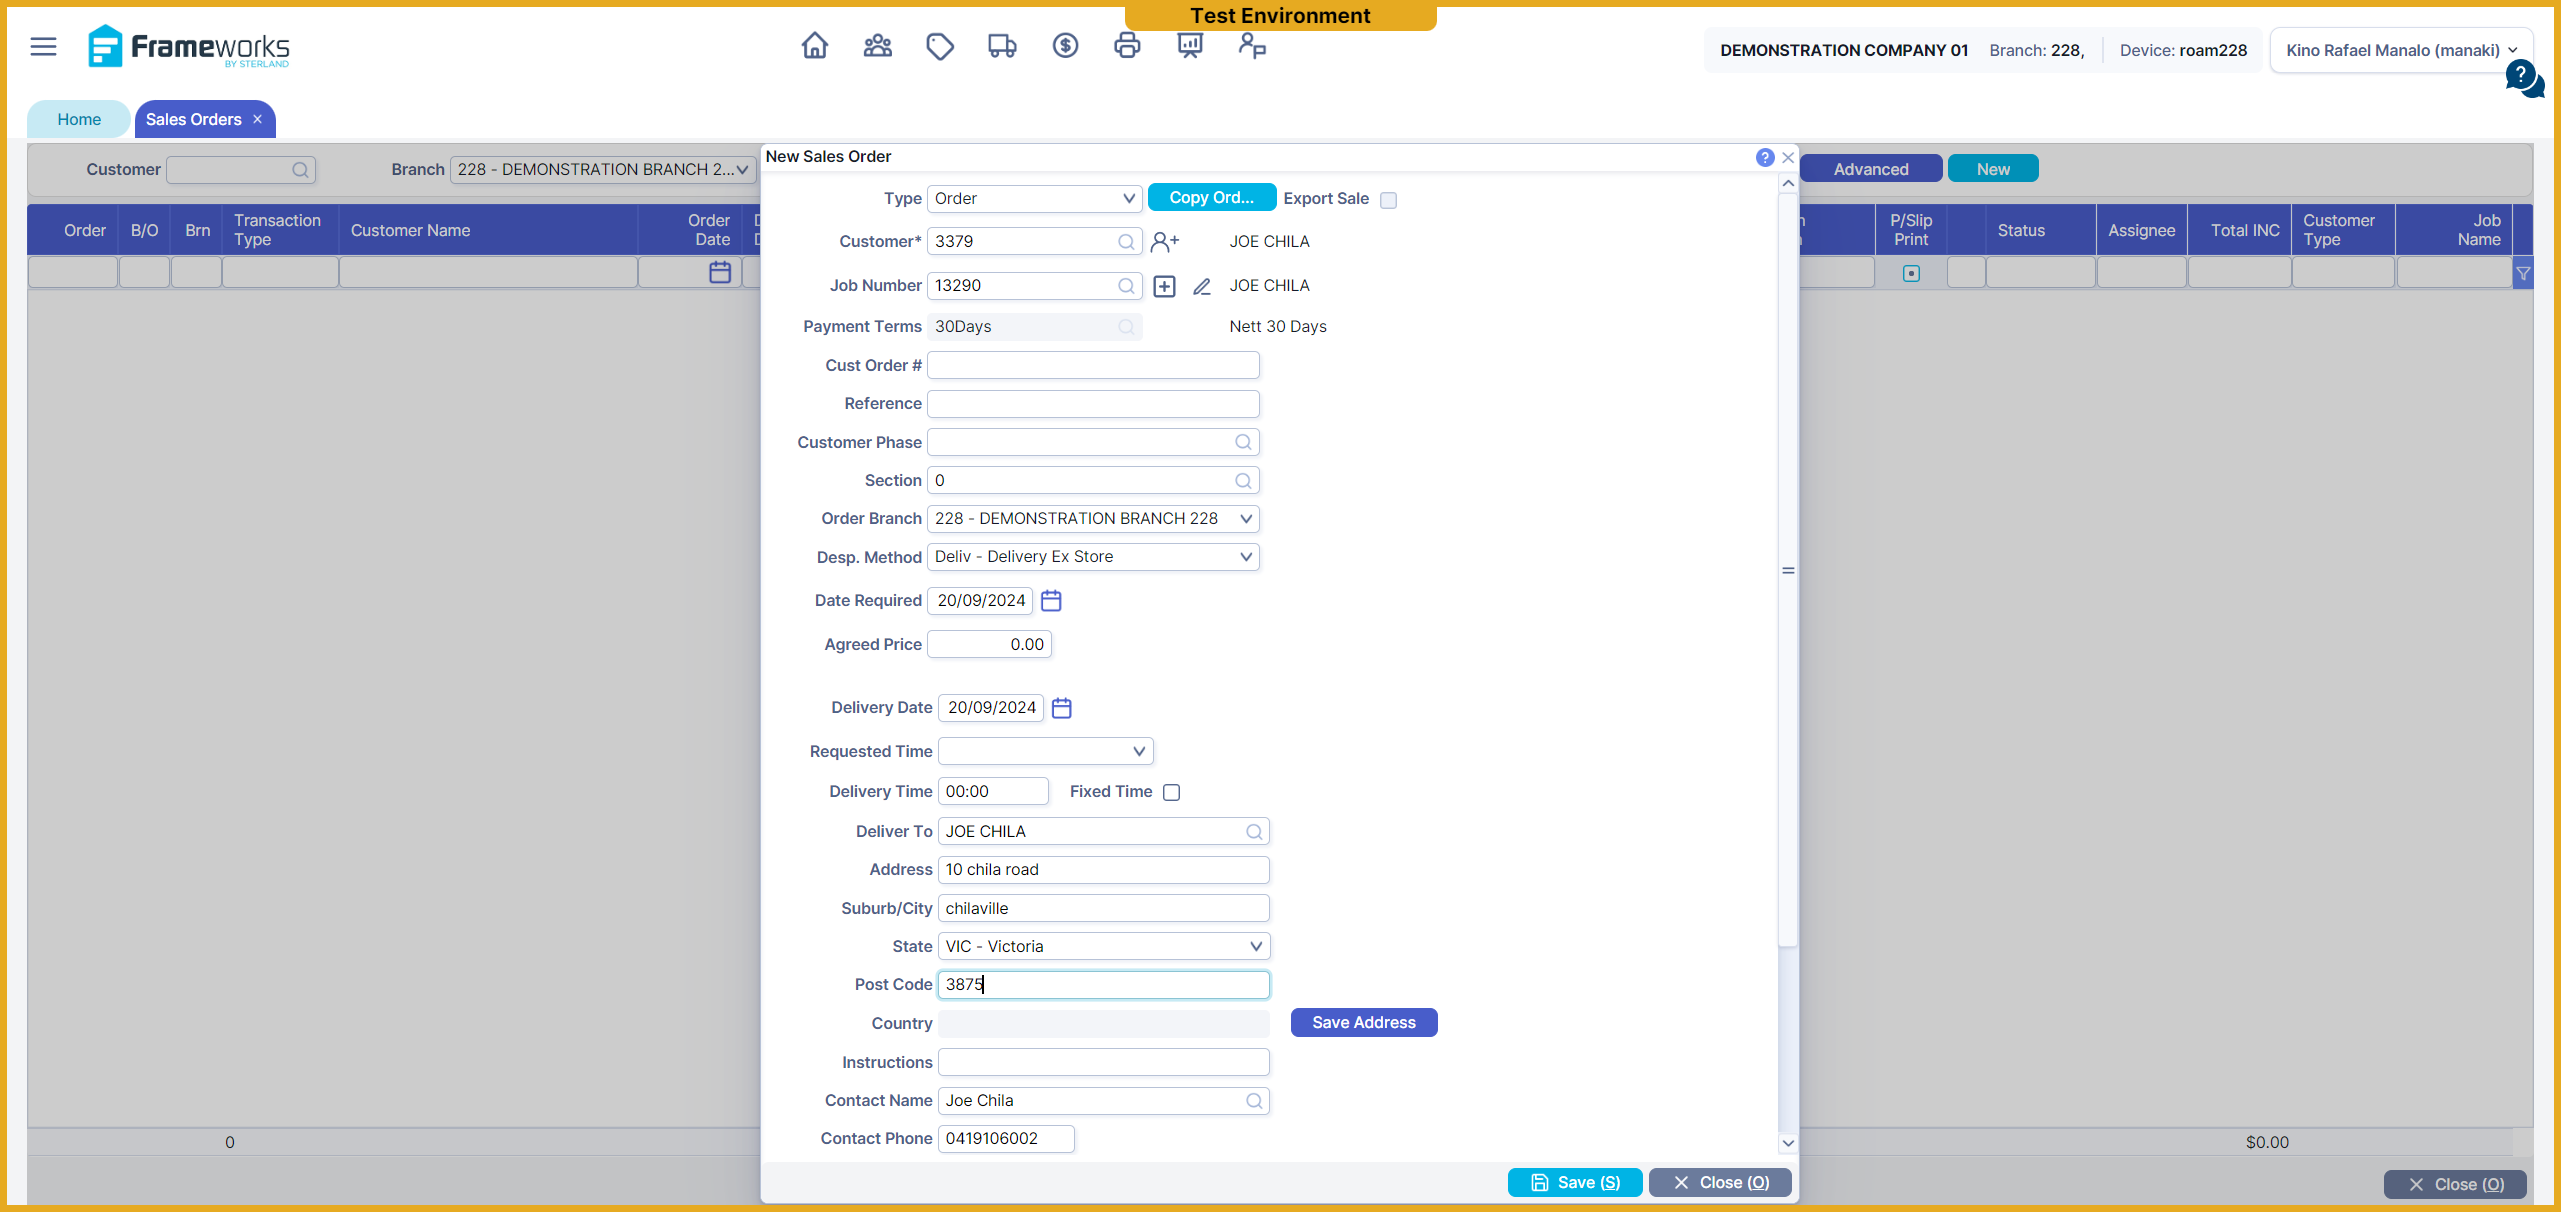 Test Environment
Frameworks
BY STERLAND
DEMONSTRATION COMPANY 01 Branch: 228, Device: roam228 Kino Rafael Manalo (manaki)
?
Home Sales Orders ×
Customer Branch 228 - DEMONSTRATION BRANCH 2... Advanced New
Order B/O Brn Transaction Type Customer Name Order Date P/Slip Print Status Assignee Total INC Customer Type Job Name
New Sales Order ?
Type Order Copy Ord... Export Sale
Customer* 3379 JOE CHILA
Job Number 13290 JOE CHILA
Payment Terms 30Days Nett 30 Days
Cust Order #
Reference
Customer Phase
Section 0
Order Branch 228 - DEMONSTRATION BRANCH 228
Desp. Method Deliv - Delivery Ex Store
Date Required 20/09/2024
Agreed Price 0.00
Delivery Date 20/09/2024
Requested Time
Delivery Time 00:00 Fixed Time
Deliver To JOE CHILA
Address 10 chila road
Suburb/City chilaville
State VIC - Victoria
Post Code 3875
Country Save Address
Instructions
Contact Name Joe Chila
Contact Phone 0419106002
0 $0.00
Save (S) Close (O)
Close (O)